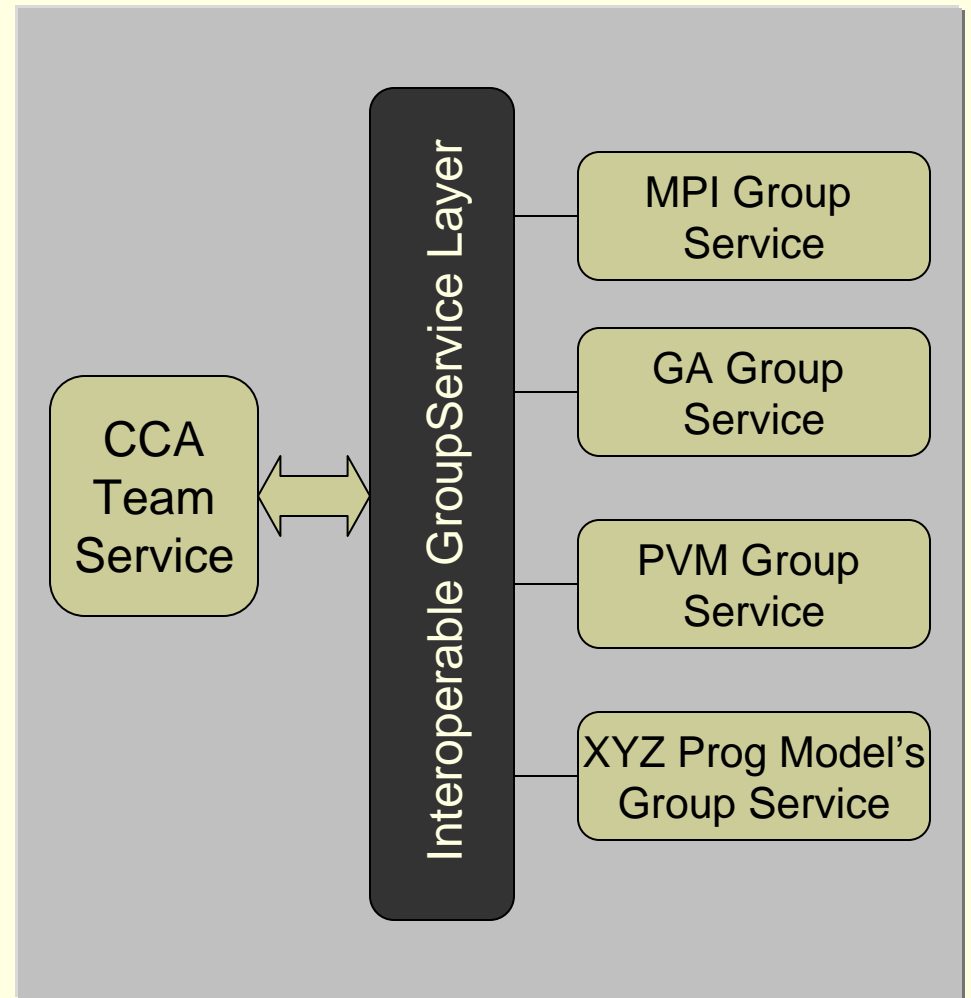 CCA
Team
Service
Interoperable GroupService Layer
MPI Group
Service
GA Group
Service
PVM Group
Service
XYZ Prog Model's
Group Service